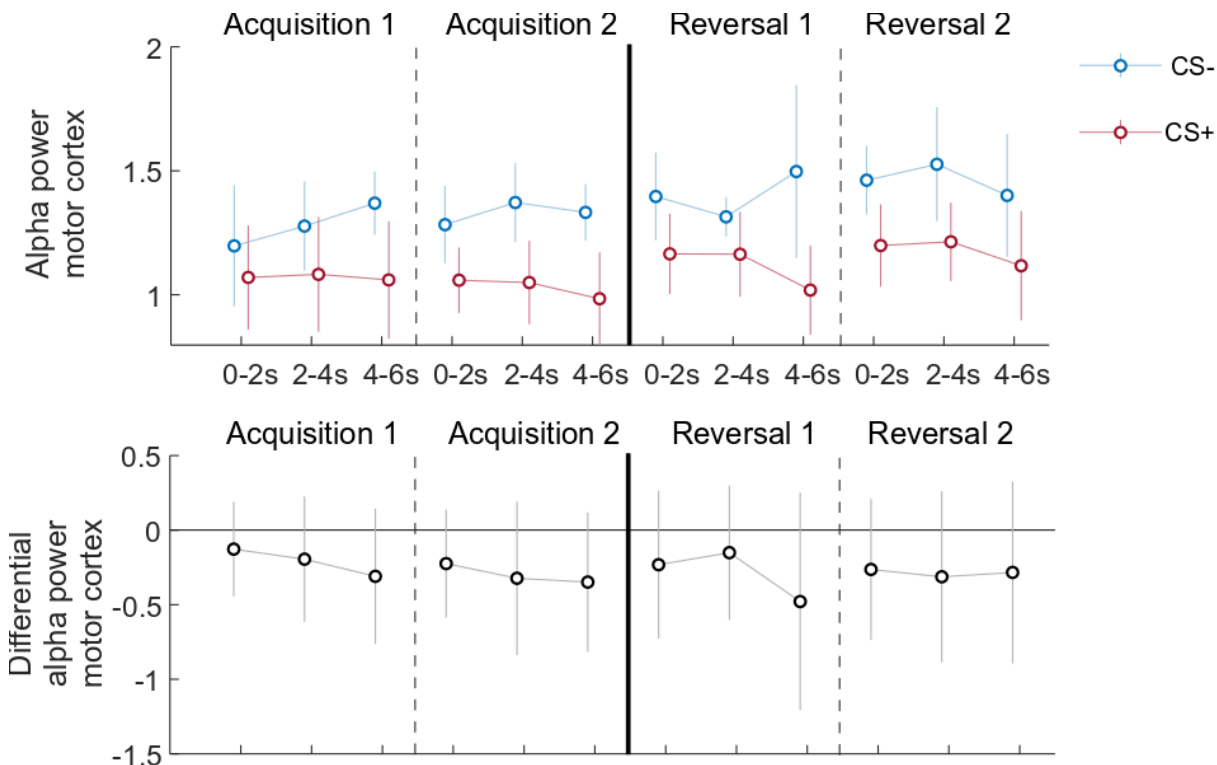 Acquisition 1 Acquisition 2 Reversal 1 Reversal 2
2
1.5
1
Alpha power
motor cortex
CS-
CS+
0-2s 2-4s 4-6s 0-2s 2-4s 4-6s 0-2s 2-4s 4-6s 0-2s 2-4s 4-6s
Acquisition 1 Acquisition 2 Reversal 1 Reversal 2
0.5
0
-0.5
-1
-1.5
Differential
alpha power
motor cortex